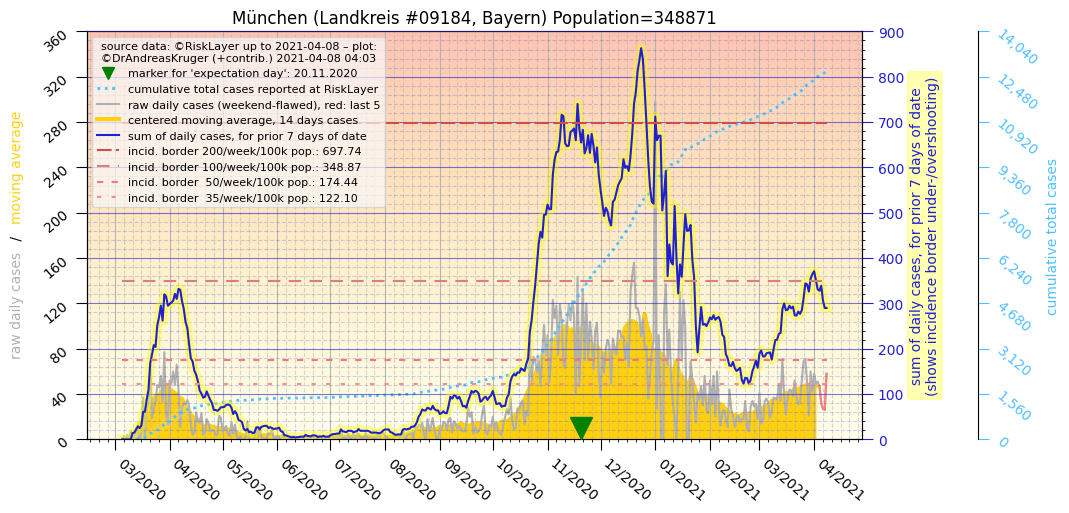 München (Landkreis #09184, Bayern) Population=348871
source data: ©RiskLayer up to 2021-04-08 – plot:
©DrAndreasKruger (+contrib.) 2021-04-08 04:03
marker for 'expectation day': 20.11.2020
cumulative total cases reported at RiskLayer
raw daily cases (weekend-flawed), red: last 5
centered moving average, 14 days cases
sum of daily cases, for prior 7 days of date
incid. border 200/week/100k pop.: 697.74
incid. border 100/week/100k pop.: 348.87
incid. border  50/week/100k pop.: 174.44
incid. border  35/week/100k pop.: 122.10
raw daily cases / moving average
360
320
280
240
200
160
120
80
40
0
03/2020
04/2020
05/2020
06/2020
07/2020
08/2020
09/2020
10/2020
11/2020
12/2020
01/2021
02/2021
03/2021
04/2021
900
800
700
600
500
400
300
200
100
0
sum of daily cases, for prior 7 days of date
(shows incidence border under-/overshooting)
14,040
12,480
10,920
9,360
7,800
6,240
4,680
3,120
1,560
0
cumulative total cases